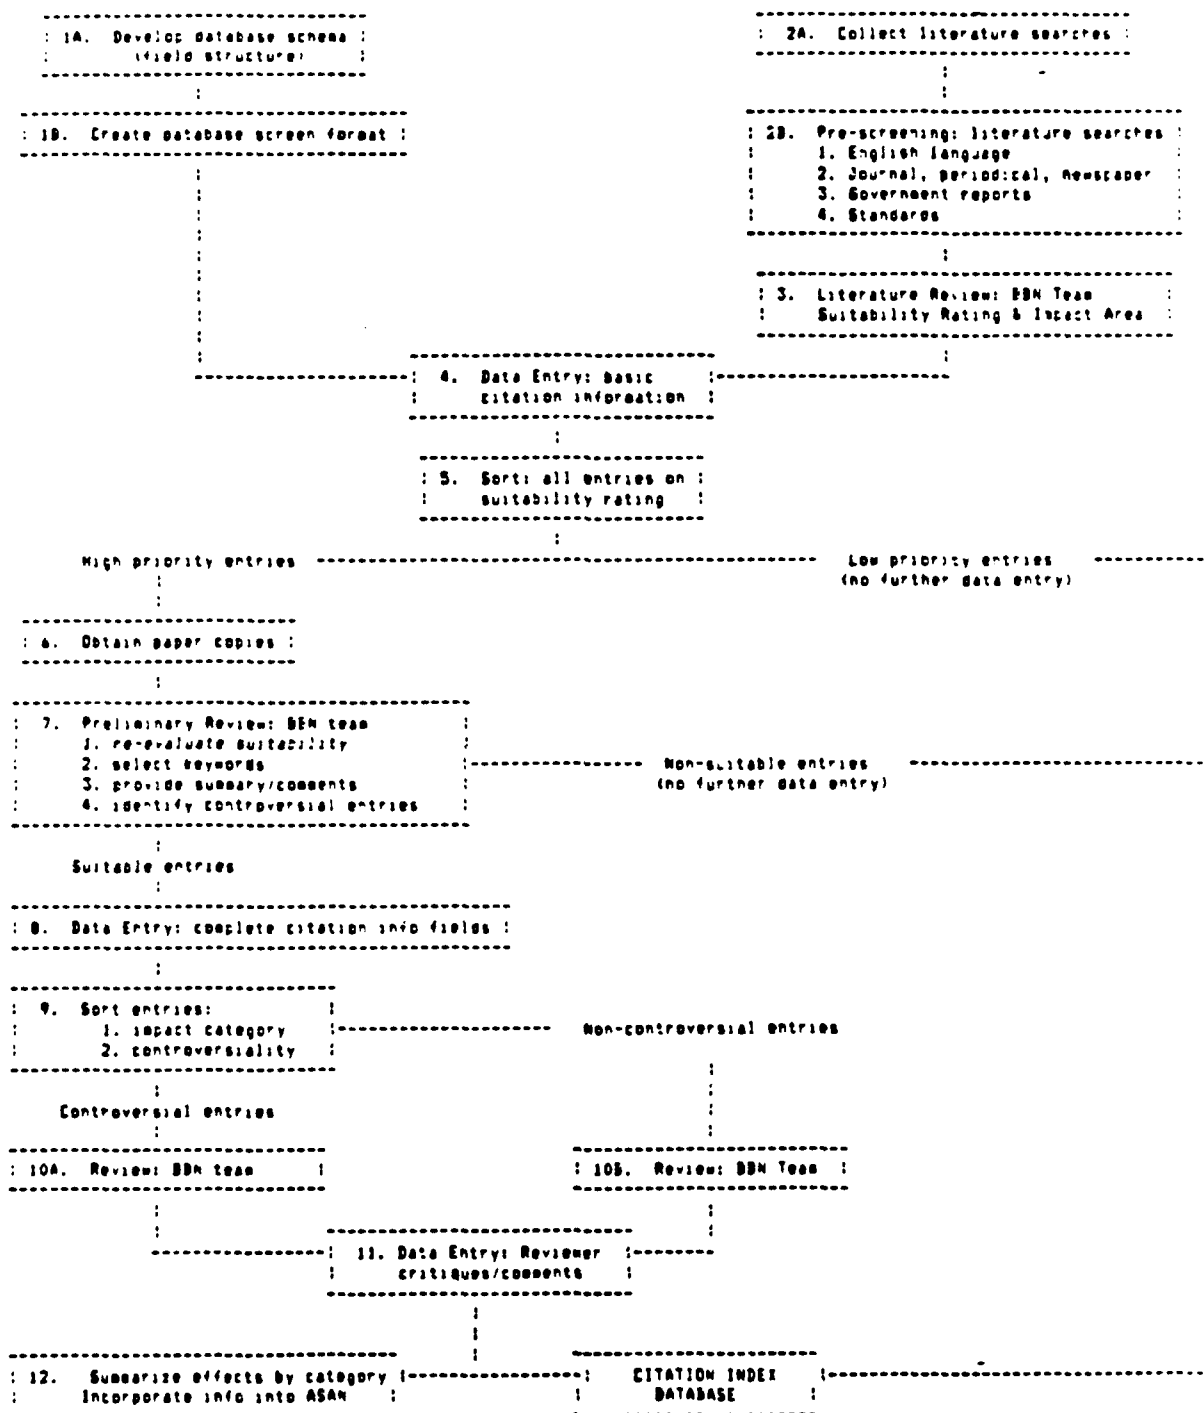 1A. Develop database schema
(field structure)
2A. Collect literature searches
1B. Create database screen format
2B. Pre-screening: literature searches
1. English language
2. Journal, periodical, newspaper
3. Government reports
4. Standards
3. Literature Review: BBN Team
Suitability Rating & Impact Area
4. Data Entry: basic
citation information
5. Sort: all entries on
suitability rating
High priority entries
Low priority entries
(no further data entry)
6. Obtain paper copies
7. Preliminary Review: BBN team
1. re-evaluate suitability
2. select keywords
3. provide summary/comments
4. identify controversial entries
Non-suitable entries
(no further data entry)
Suitable entries
8. Data Entry: complete citation info fields
9. Sort entries:
1. impact category
2. controversiality
Non-controversial entries
Controversial entries
10A. Review: BBN team
10B. Review: BBN Team
11. Data Entry: Reviewer
critiques/comments
12. Summarize effects by category
Incorporate info into ASAN
CITATION INDEX
DATABASE